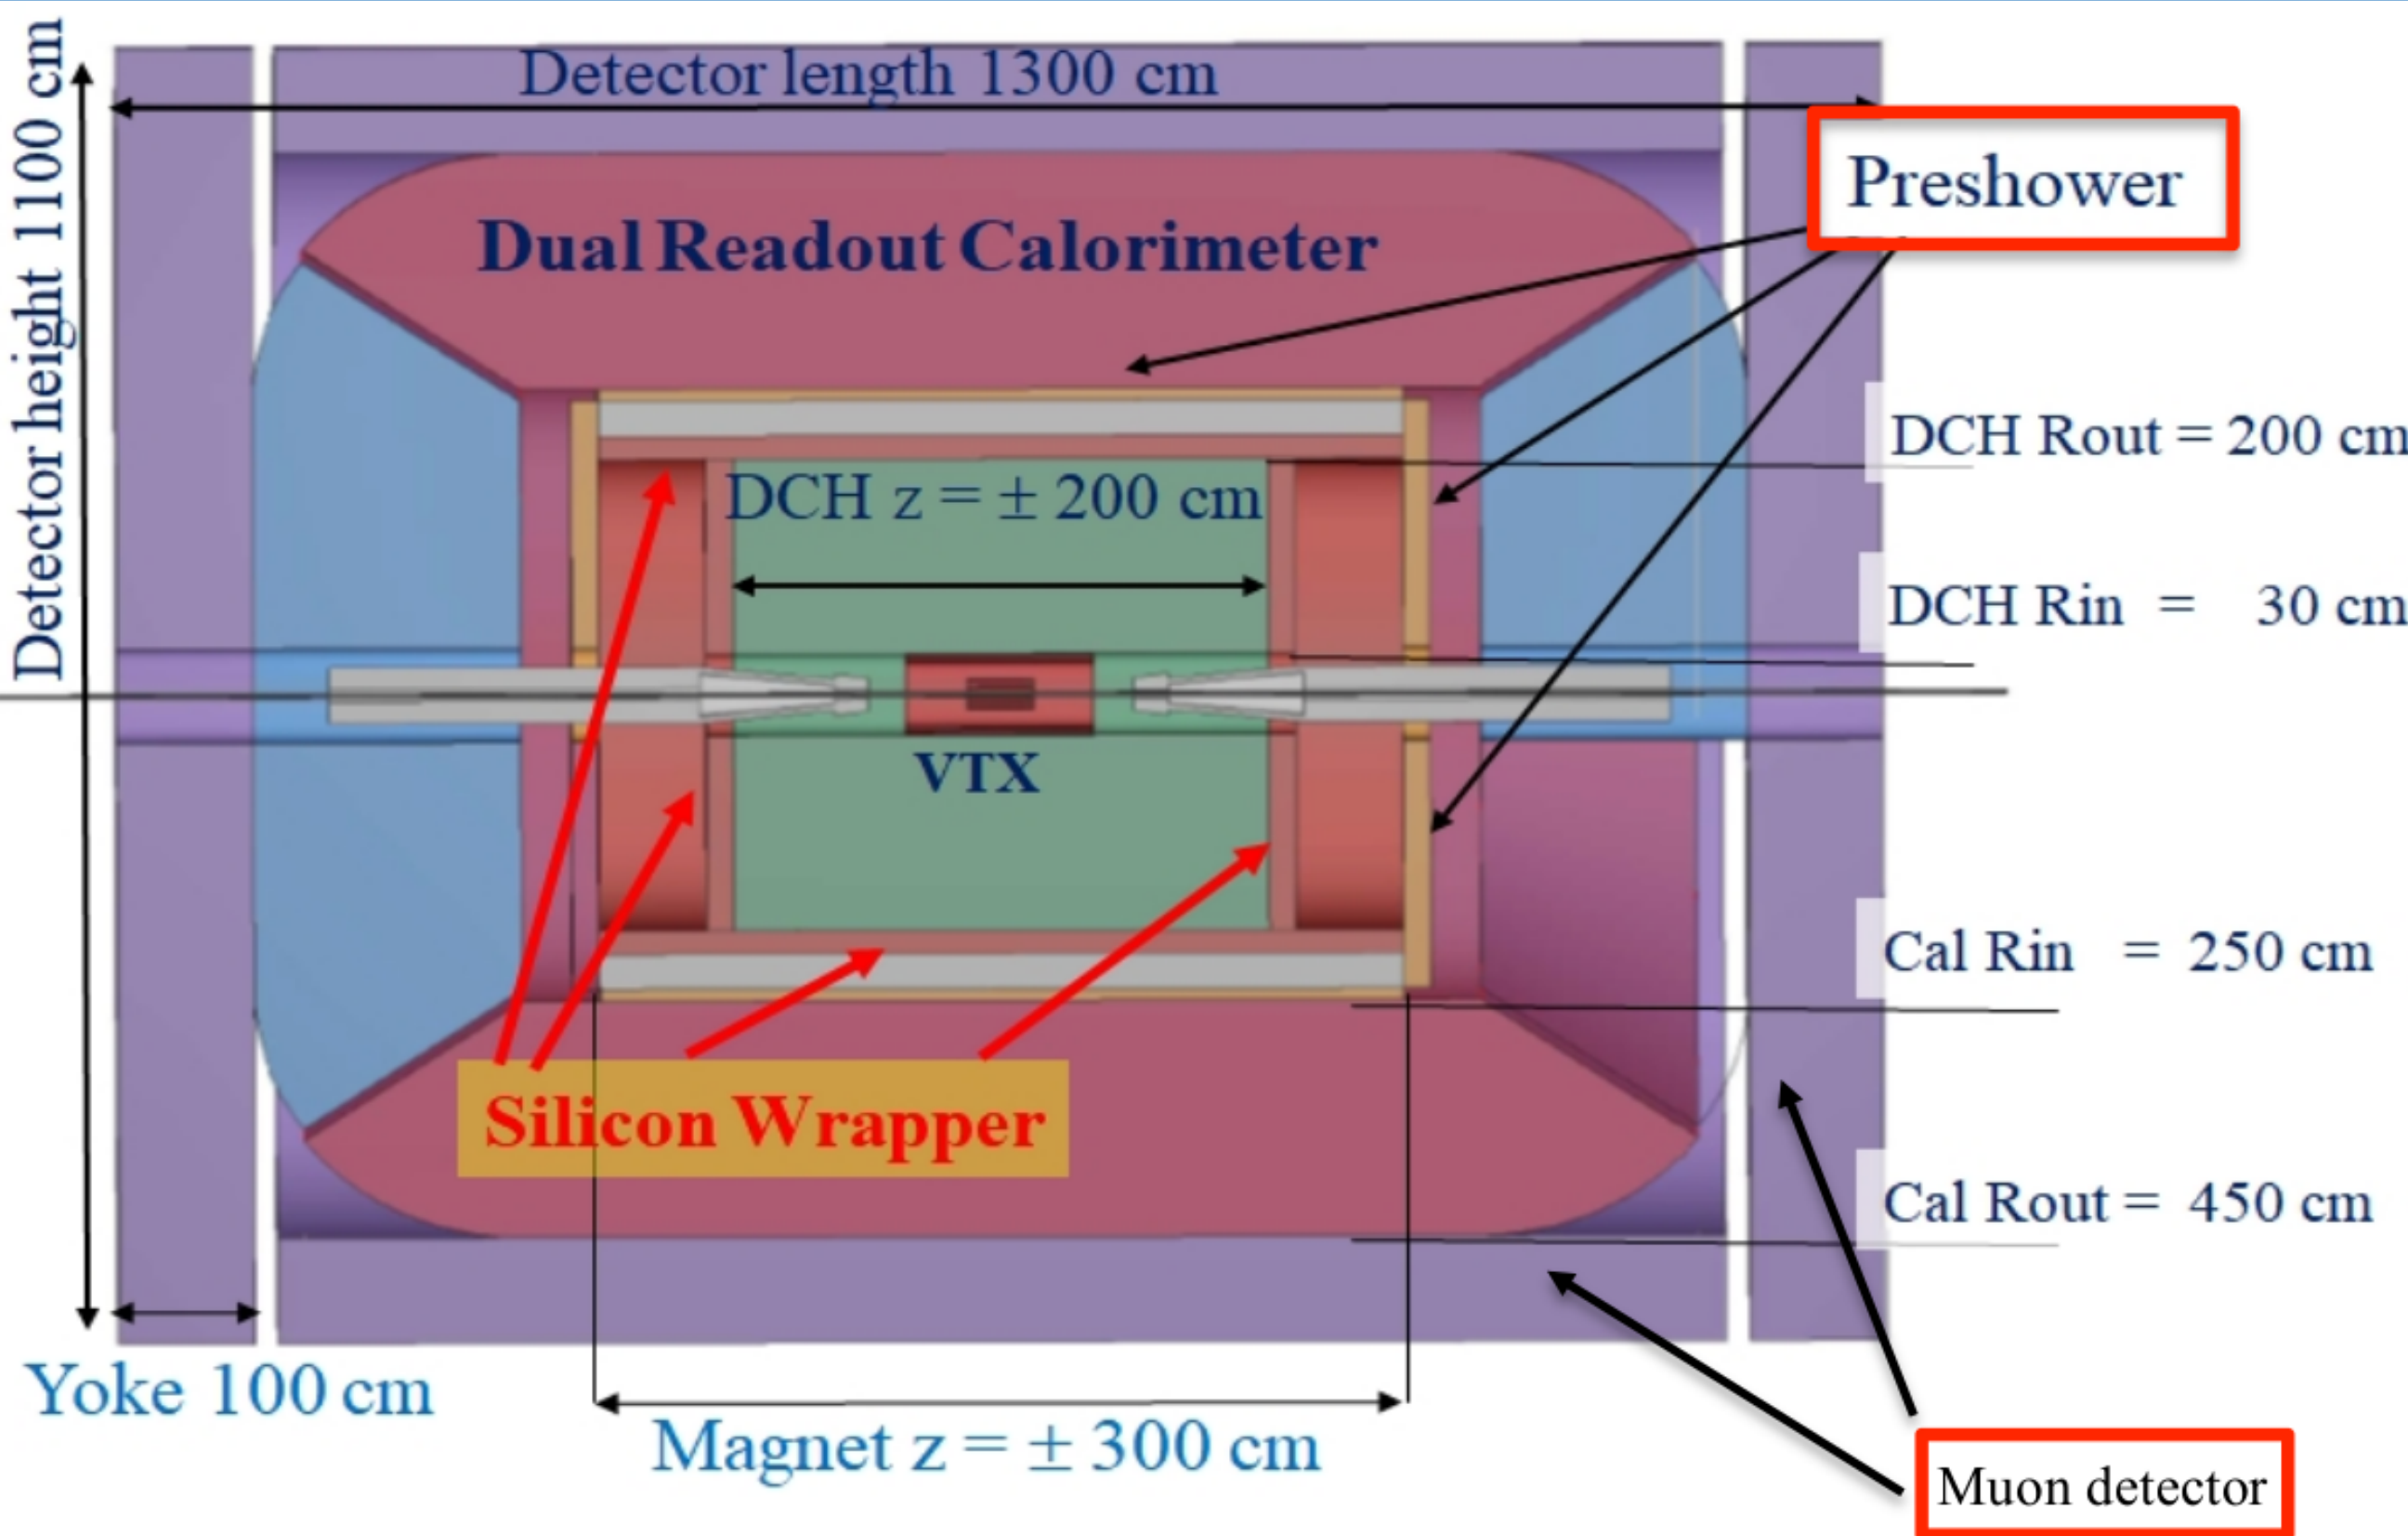 Detector length 1300 cm
Detector height 1100 cm
Preshower
Dual Readout Calorimeter
DCH Rout = 200 cm
DCH z = ± 200 cm
DCH Rin = 30 cm
VTX
Cal Rin = 250 cm
Silicon Wrapper
Cal Rout = 450 cm
Yoke 100 cm
Magnet z = ± 300 cm
Muon detector